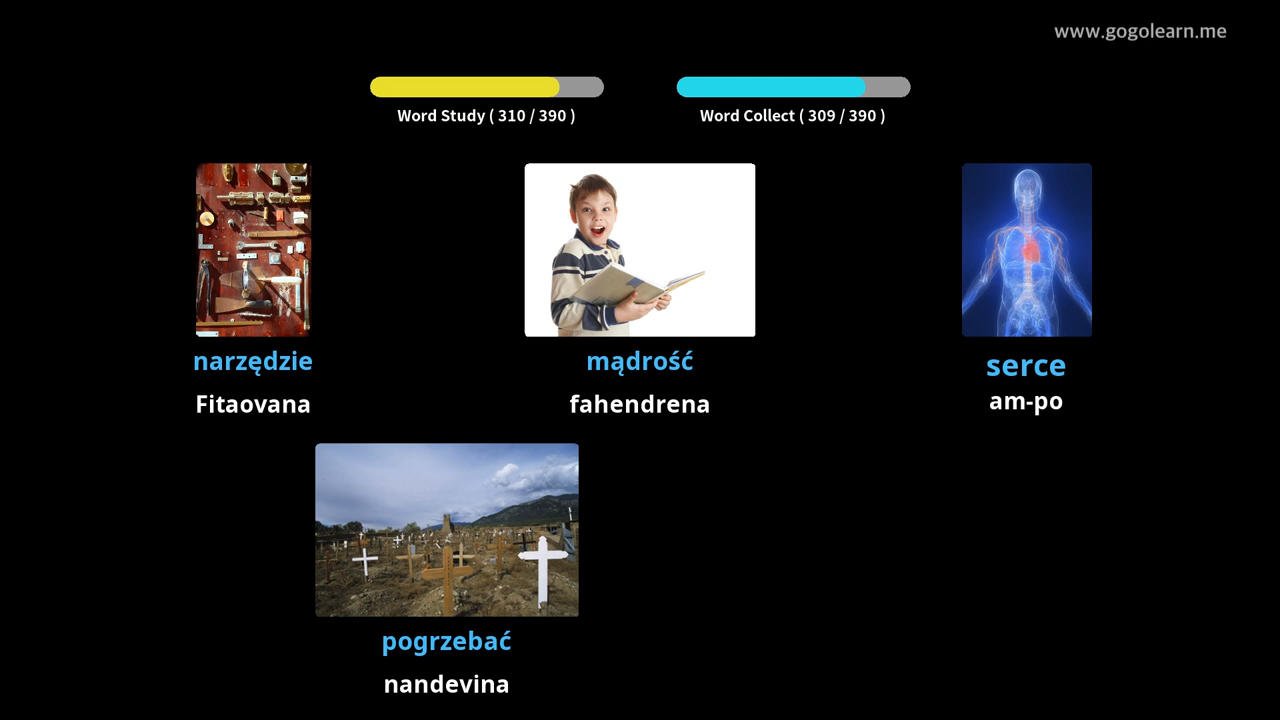 www.gogolearn.me
Word Study ( 310 / 390 )
Word Collect ( 309 / 390 )
narzędzie
mądrość
serce
Fitaovana
fahendrena
am-po
pogrzebać
nandevina